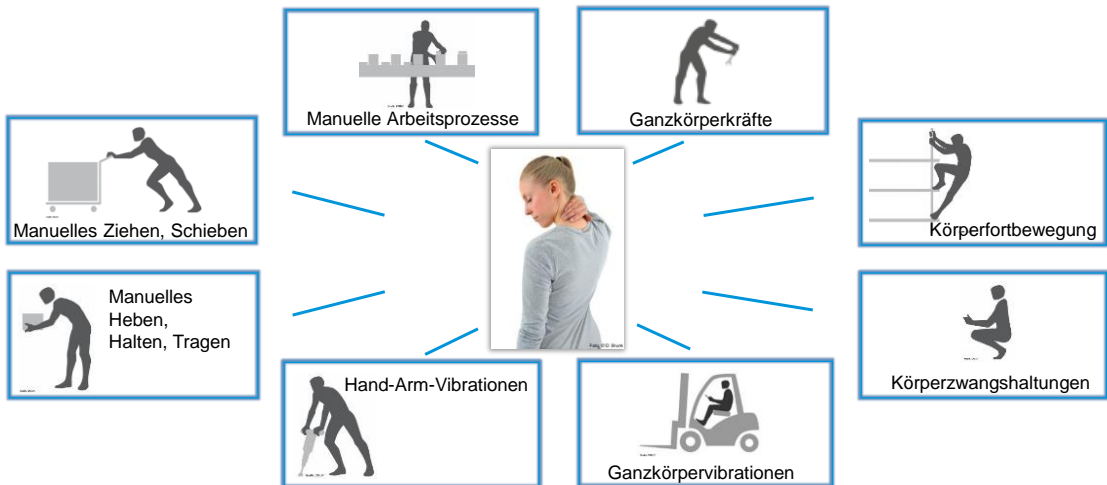 Manuelle Arbeitsprozesse
Ganzkörperkräfte
Manuelles Ziehen, Schieben
Körperfortbewegung
Manuelles
Heben,
Halten, Tragen
Körperzwangshaltungen
Hand-Arm-Vibrationen
Ganzkörpervibrationen